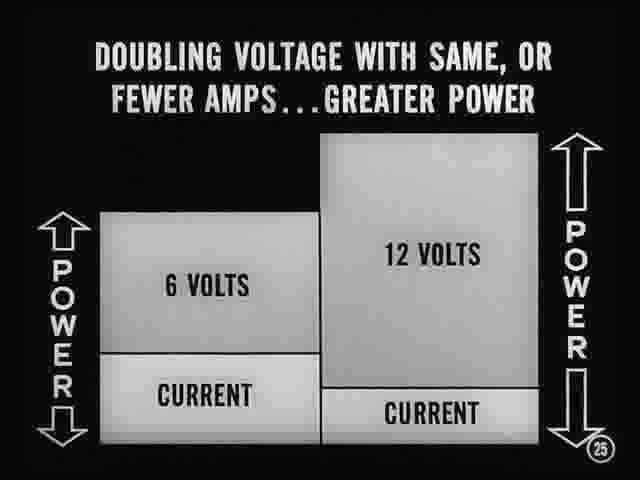 DOUBLING VOLTAGE WITH SAME, OR
FEWER AMPS...GREATER POWER
6 VOLTS
CURRENT
POWER
12 VOLTS
CURRENT
POWER
25